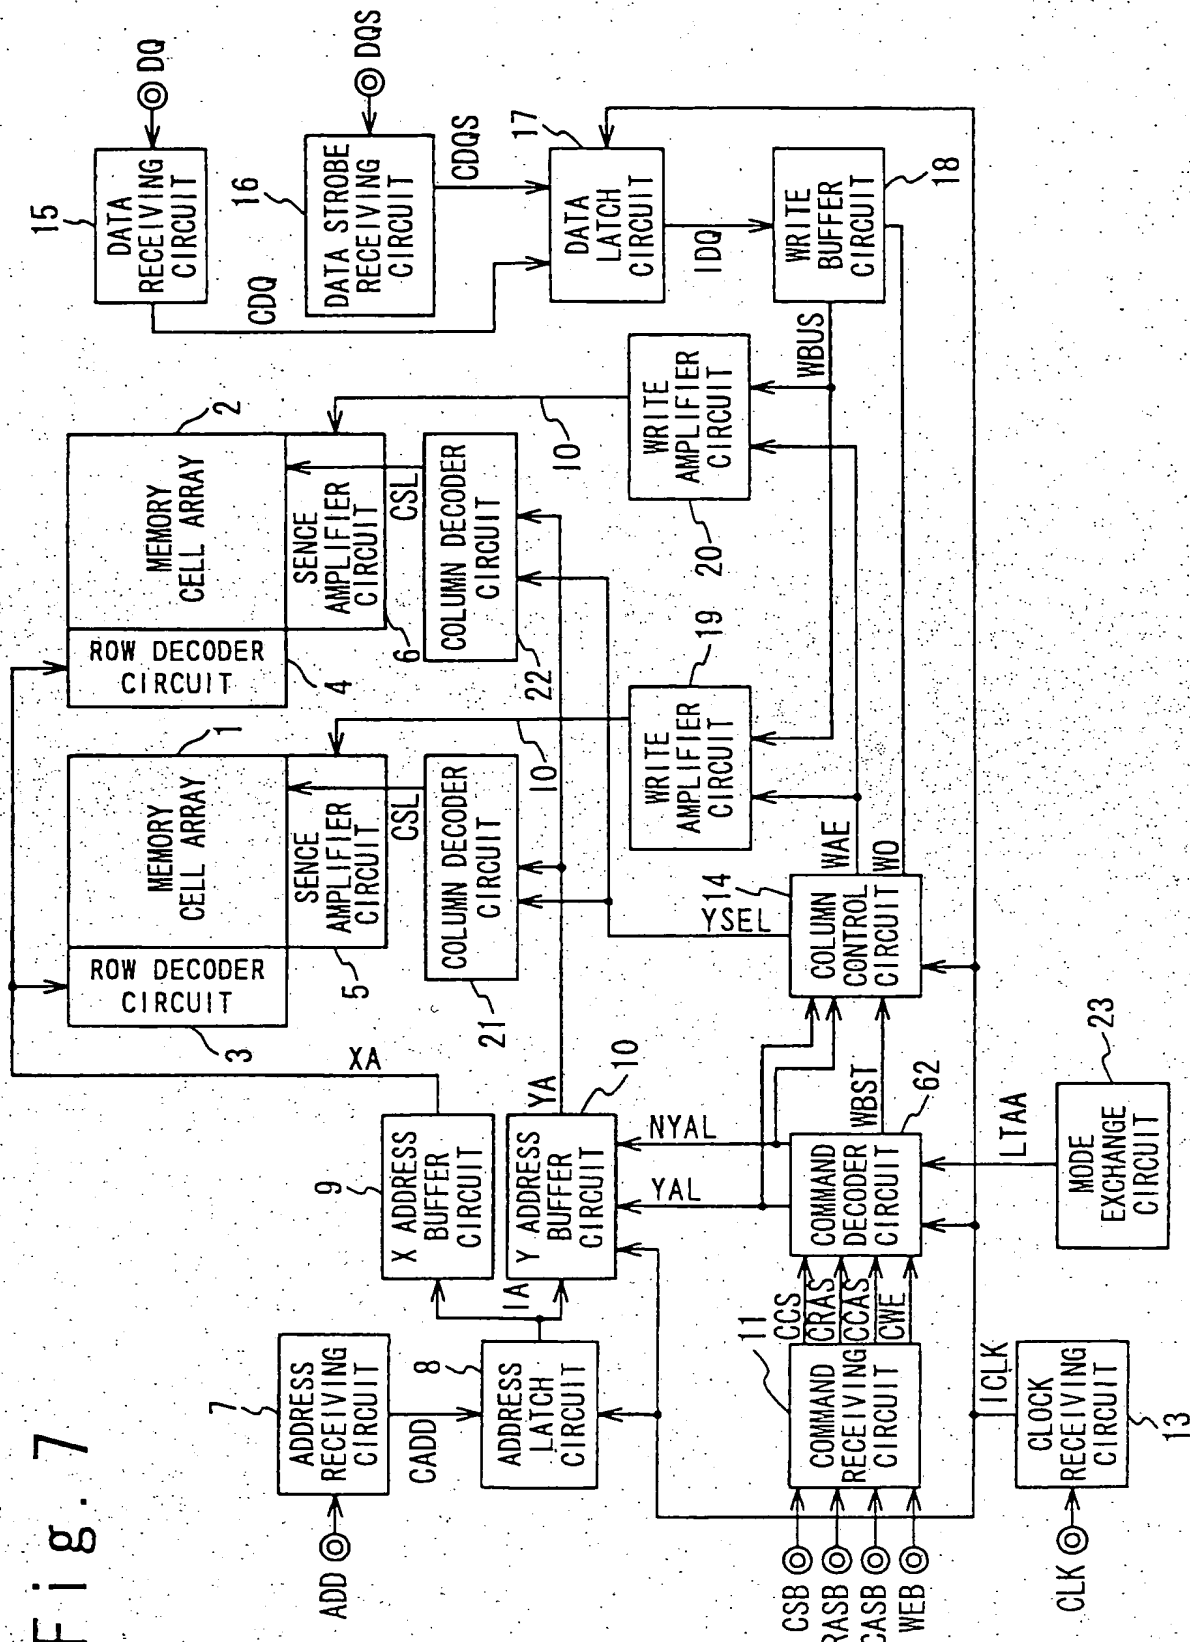 Fig. 7
ADD
7
ADDRESS
RECEIVING
CIRCUIT
CADD
8
ADDRESS
LATCH
CIRCUIT
IA
9
X ADDRESS
BUFFER
CIRCUIT
XA
Y ADDRESS
BUFFER
CIRCUIT
10
YA
NYAL
YAL
3
ROW DECODER
CIRCUIT
1
MEMORY
CELL ARRAY
5
SENCE
AMPLIFIER
CIRCUIT
CSL
21
COLUMN DECODER
CIRCUIT
4
ROW DECODER
CIRCUIT
2
MEMORY
CELL ARRAY
6
SENCE
AMPLIFIER
CIRCUIT
CSL
22
COLUMN DECODER
CIRCUIT
IO
IO
19
WRITE
AMPLIFIER
CIRCUIT
20
WRITE
AMPLIFIER
CIRCUIT
WBUS
15
DATA
RECEIVING
CIRCUIT
DQ
CDQ
16
DATA STROBE
RECEIVING
CIRCUIT
DQS
CDQS
17
DATA
LATCH
CIRCUIT
IDQ
WRITE
BUFFER
CIRCUIT
18
CSB
RASB
CASB
WEB
11
COMMAND
RECEIVING
CIRCUIT
CCS
CRAS
CCAS
CWE
COMMAND
DECODER
CIRCUIT
62
WBST
14
COLUMN
CONTROL
CIRCUIT
YSEL
WAE
WO
CLK
CLOCK
RECEIVING
CIRCUIT
13
ICLK
MODE
EXCHANGE
CIRCUIT
23
LTAA